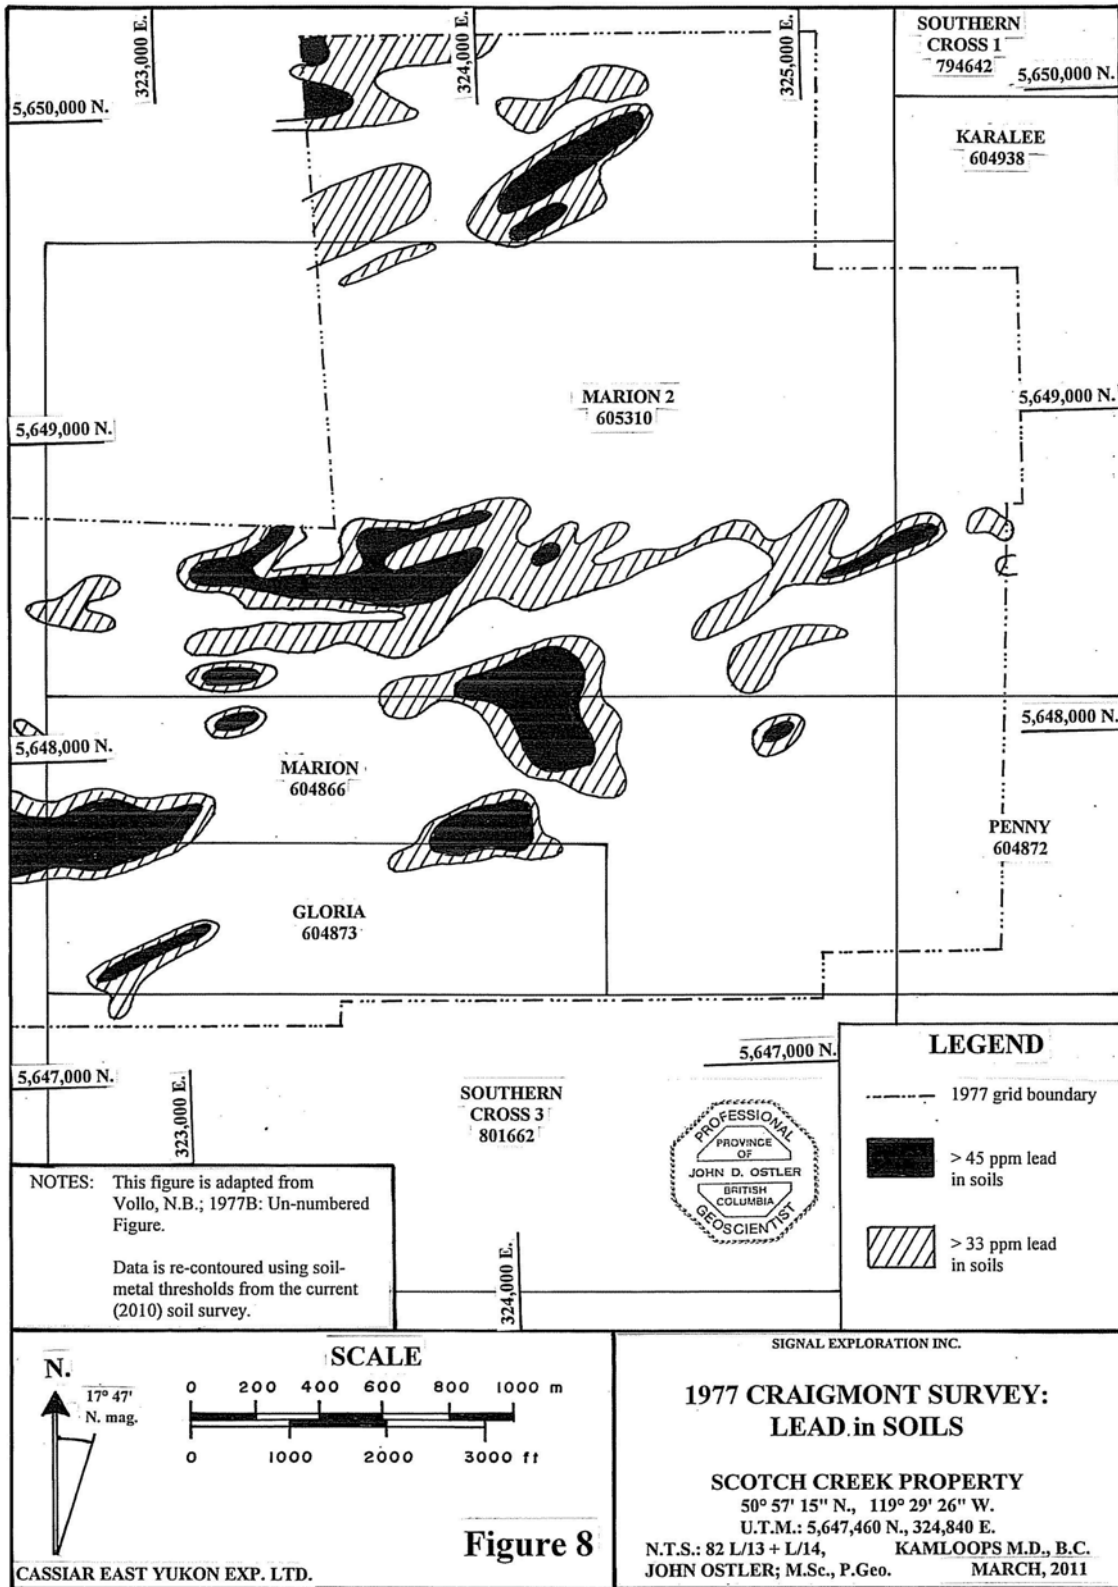 323,000 E.
324,000 E.
325,000 E.
SOUTHERN
CROSS 1
794642
5,650,000 N.
5,650,000 N.
KARALEE
604938
MARION 2
605310
5,649,000 N.
5,649,000 N.
5,648,000 N.
5,648,000 N.
MARION
604866
PENNY
604872
GLORIA
604873
5,647,000 N.
5,647,000 N.
323,000 E.
SOUTHERN
CROSS 3
801662
324,000 E.
PROFESSIONAL
PROVINCE
OF
JOHN D. OSTLER
BRITISH
COLUMBIA
GEOSCIENTIST
LEGEND
1977 grid boundary
> 45 ppm lead
in soils
> 33 ppm lead
in soils
NOTES: This figure is adapted from
Vollo, N.B.; 1977B: Un-numbered
Figure.
Data is re-contoured using soil-
metal thresholds from the current
(2010) soil survey.
N.
17° 47'
N. mag.
SCALE
0 200 400 600 800 1000 m
0 1000 2000 3000 ft
Figure 8
CASSIAR EAST YUKON EXP. LTD.
SIGNAL EXPLORATION INC.
1977 CRAIGMONT SURVEY:
LEAD in SOILS
SCOTCH CREEK PROPERTY
50° 57' 15" N., 119° 29' 26" W.
U.T.M.: 5,647,460 N., 324,840 E.
N.T.S.: 82 L/13 + L/14, KAMLOOPS M.D., B.C.
JOHN OSTLER; M.Sc., P.Geo. MARCH, 2011